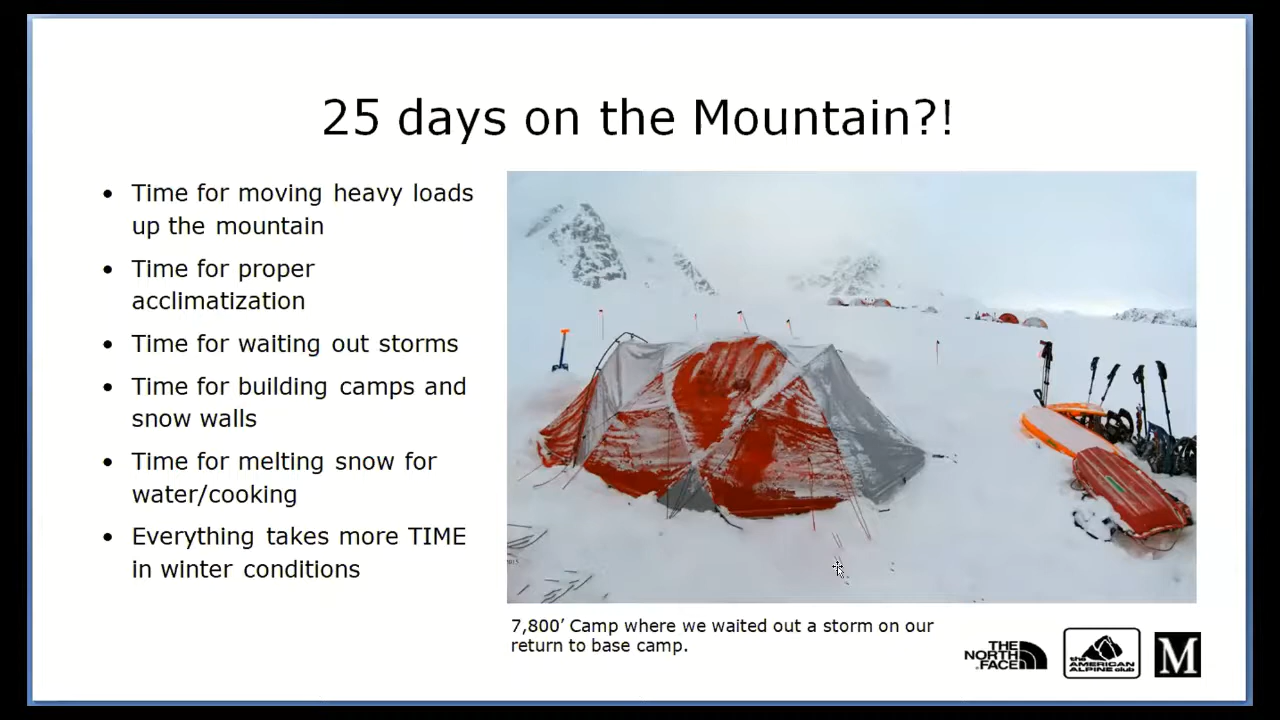 25 days on the Mountain?!
• Time for moving heavy loads
up the mountain
• Time for proper
acclimatization
• Time for waiting out storms
• Time for building camps and
snow walls
• Time for melting snow for
water/cooking
• Everything takes more TIME
in winter conditions
7,800’ Camp where we waited out a storm on our
return to base camp.
THE
NORTH
FACE
the
AMERICAN
ALPINE club
M